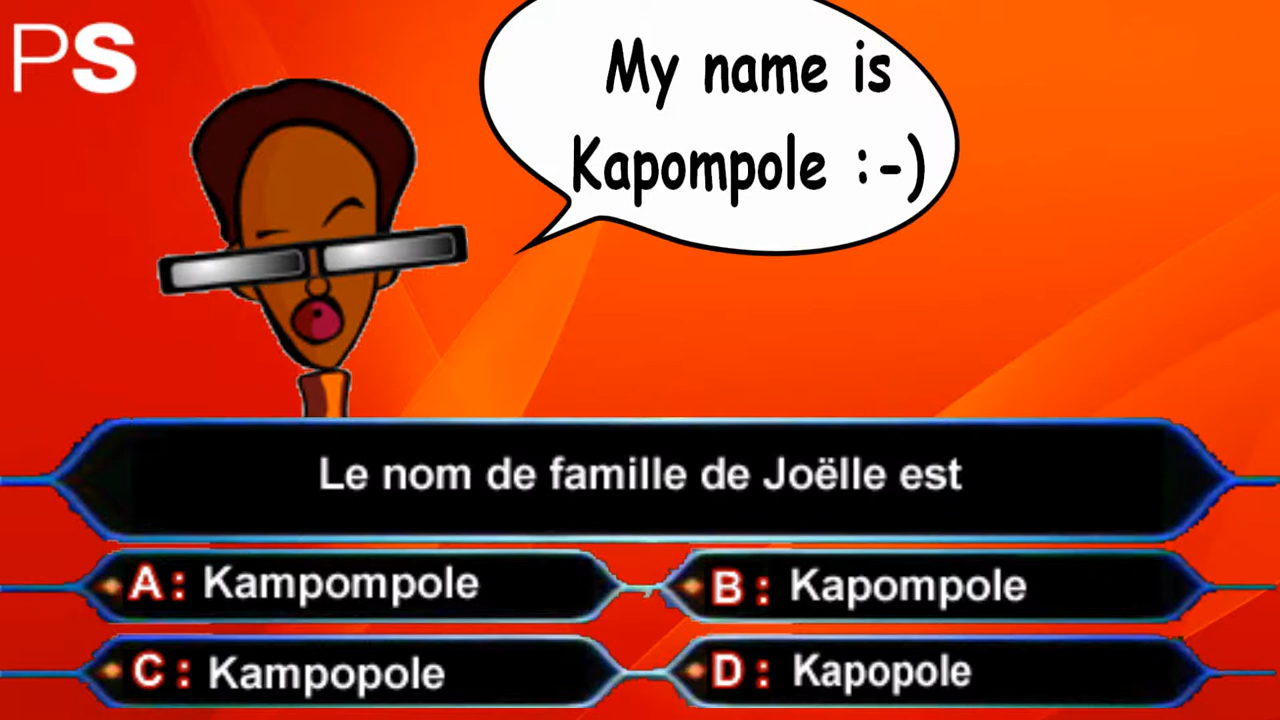 PS
My name is
Kapompole :-)
Le nom de famille de Joëlle est
A : Kampompole
B : Kapompole
C : Kampopole
D : Kapopole